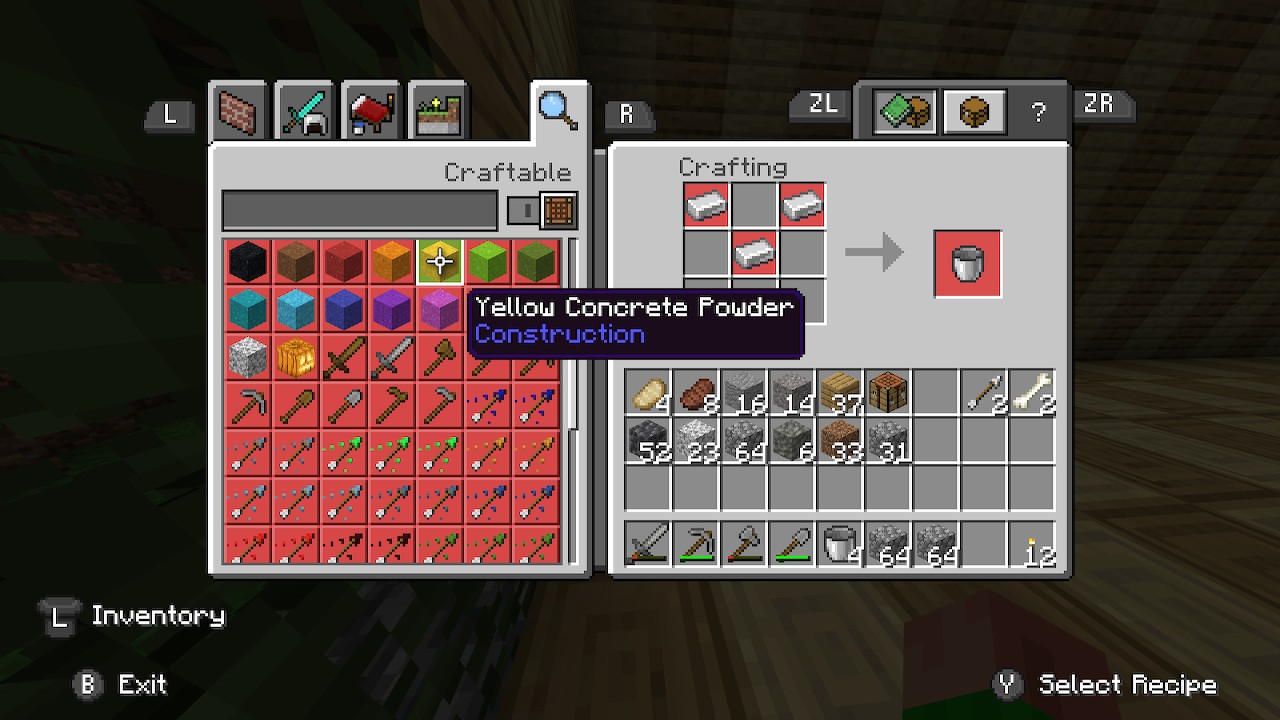 L
R
ZL
?
ZR
Craftable
Crafting
Yellow Concrete Powder
Construction
4 8 16 14 37 2 2
52 23 64 6 33 31
4 64 64 12
L Inventory
B Exit
Y Select Recipe